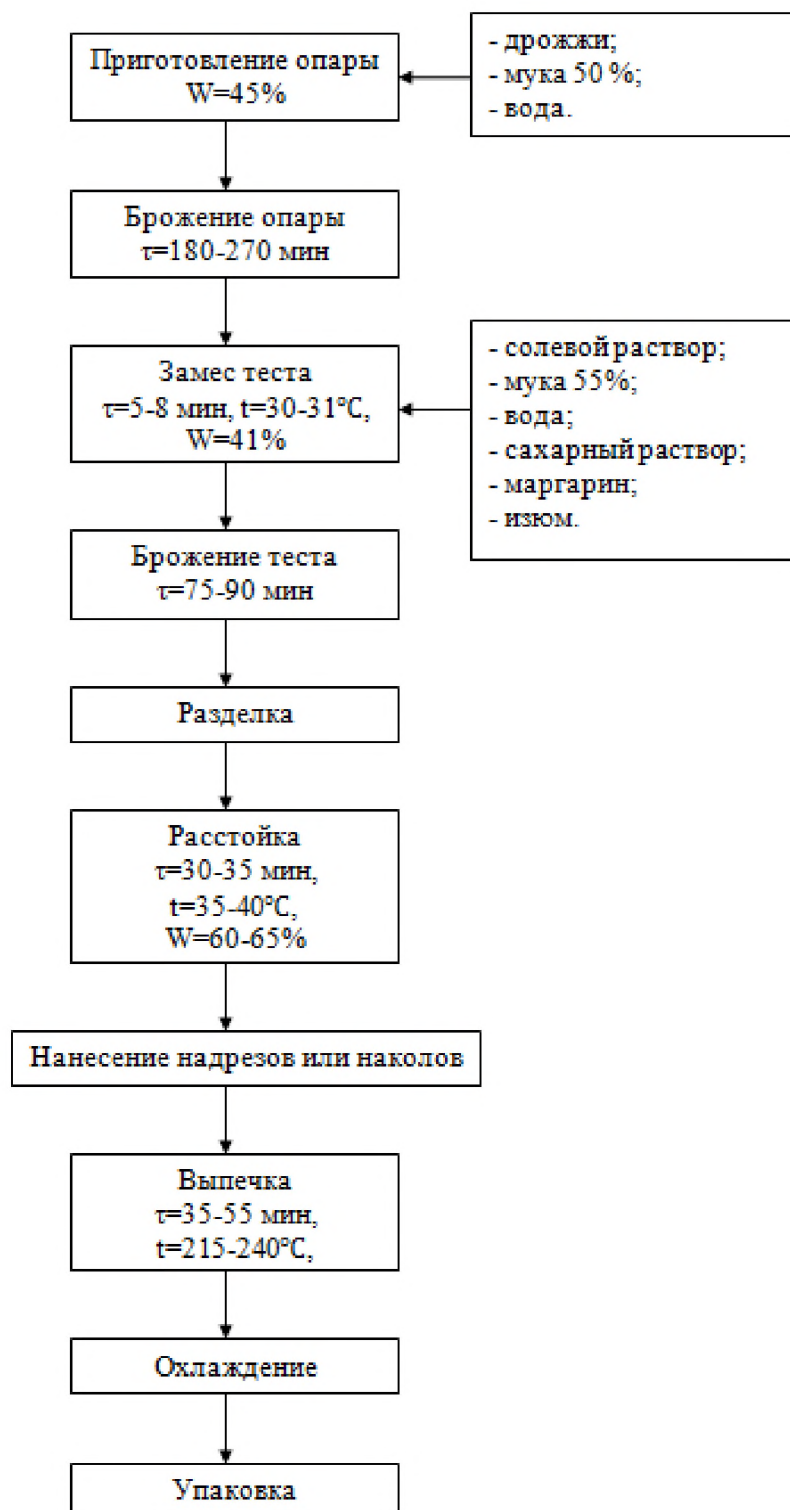 Приготовление опары
W=45%
- дрожжи;
- мука 50 %;
- вода.
Брожение опары
τ=180-270 мин
Замес теста
τ=5-8 мин, t=30-31°С,
W=41%
- солевой раствор;
- мука 55%;
- вода;
- сахарный раствор;
- маргарин;
- изюм.
Брожение теста
τ=75-90 мин
Разделка
Расстойка
τ=30-35 мин,
t=35-40°С,
W=60-65%
Нанесение надрезов или наколов
Выпечка
τ=35-55 мин,
t=215-240°С,
Охлаждение
Упаковка